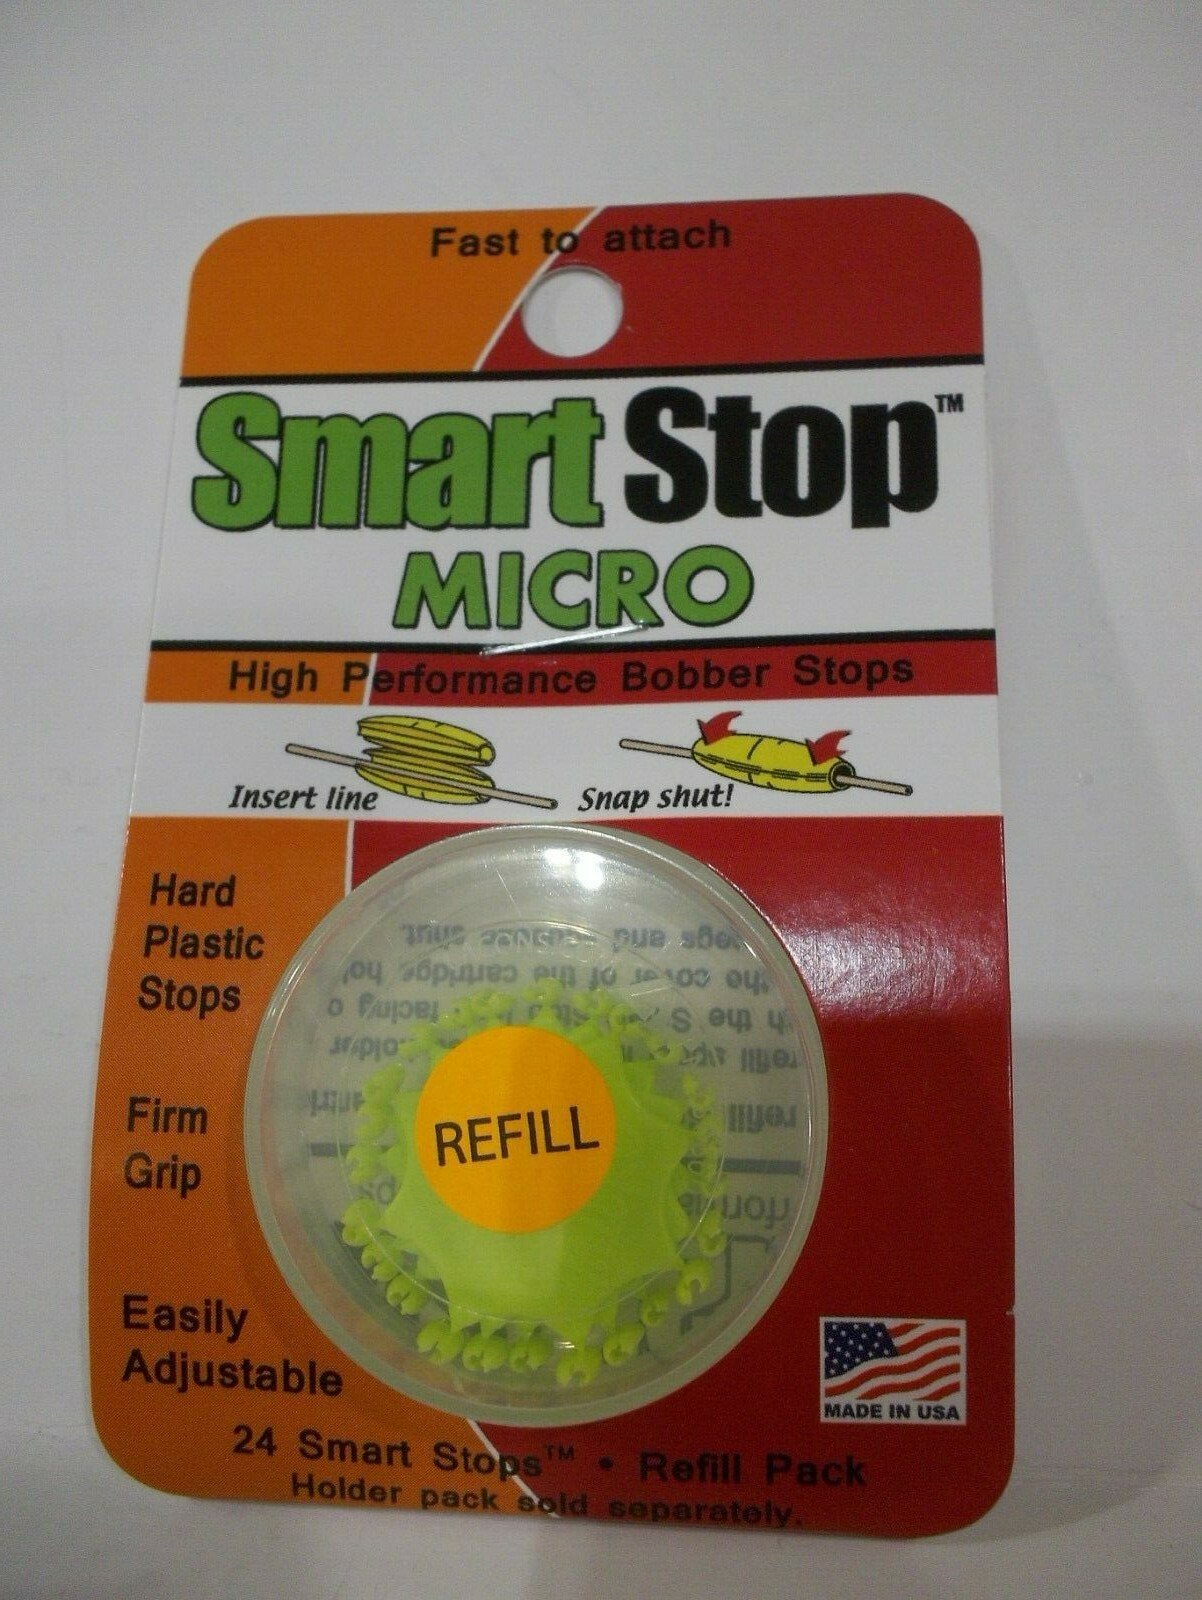 Fast to attach
Smart Stop™
MICRO
High Performance Bobber Stops
Insert line
Snap shut!
Hard
Plastic
Stops
Firm
Grip
Easily
Adjustable
REFILL
MADE IN USA
24 Smart Stops™ • Refill Pack
Holder pack sold separately.